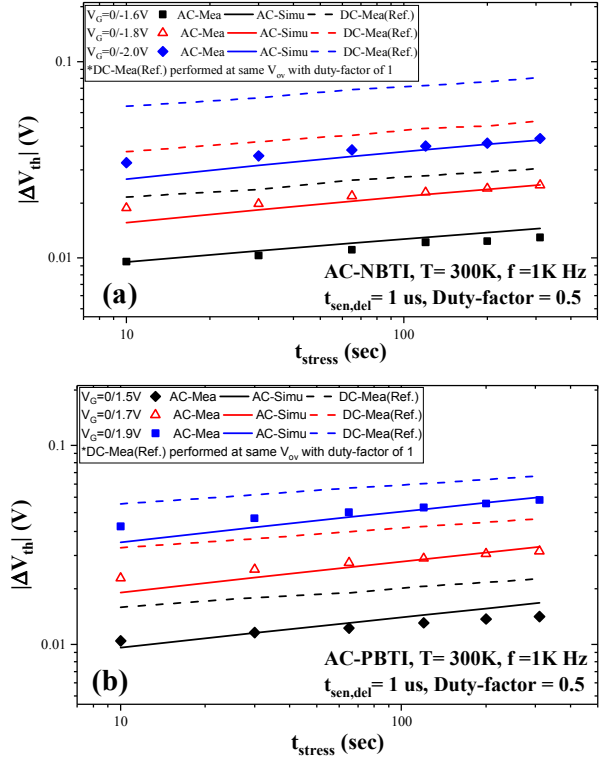 V_G=0/-1.6V AC-Mea AC-Simu DC-Mea(Ref.)
V_G=0/-1.8V AC-Mea AC-Simu DC-Mea(Ref.)
V_G=0/-2.0V AC-Mea AC-Simu DC-Mea(Ref.)
*DC-Mea(Ref.) performed at same V_ov with duty-factor of 1
0.1
0.01
|ΔV_th| (V)
(a)
AC-NBTI, T= 300K, f =1K Hz
t_sen,del= 1 us, Duty-factor = 0.5
10 100
t_stress (sec)
V_G=0/1.5V AC-Mea AC-Simu DC-Mea(Ref.)
V_G=0/1.7V AC-Mea AC-Simu DC-Mea(Ref.)
V_G=0/1.9V AC-Mea AC-Simu DC-Mea(Ref.)
*DC-Mea(Ref.) performed at same V_ov with duty-factor of 1
0.1
0.01
|ΔV_th| (V)
(b)
AC-PBTI, T= 300K, f =1K Hz
t_sen,del= 1 us, Duty-factor = 0.5
10 100
t_stress (sec)